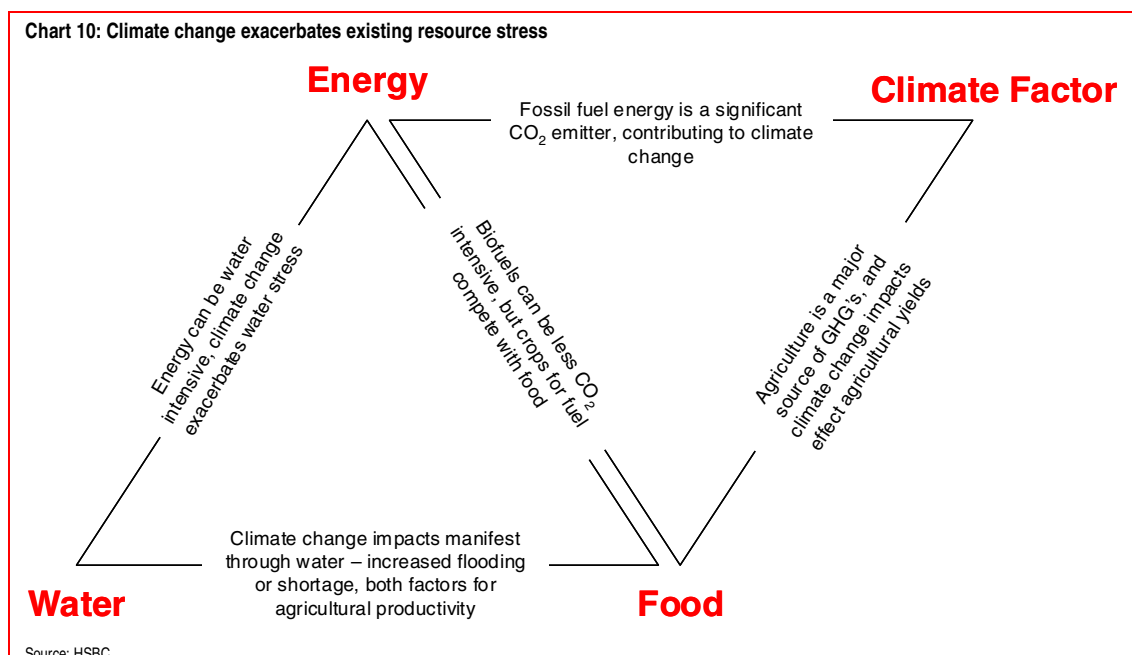 Chart 10: Climate change exacerbates existing resource stress
Energy
Climate Factor
Fossil fuel energy is a significant
CO₂ emitter, contributing to climate
change
Energy can be water
intensive, climate change
exacerbates water stress
Biofuels can be less CO₂
intensive, but crops for fuel
compete with food
Agriculture is a major
source of GHG's, and
climate change impacts
effect agricultural yields
Climate change impacts manifest
through water – increased flooding
or shortage, both factors for
agricultural productivity
Water
Food
Source: HSBC